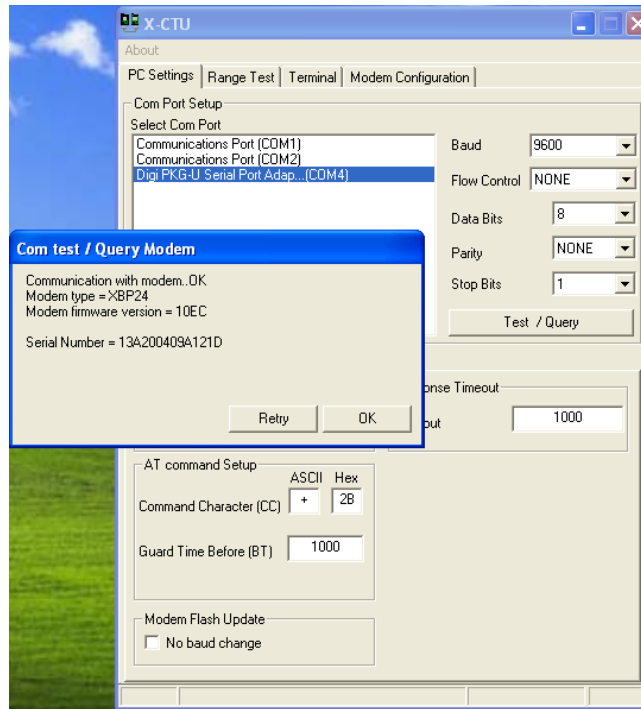 X-CTU
About
PC Settings
Range Test
Terminal
Modem Configuration
Com Port Setup
Select Com Port
Communications Port (COM1)
Communications Port (COM2)
Digi PKG-U Serial Port Adap...(COM4)
Baud 9600
Flow Control NONE
Data Bits 8
Parity NONE
Stop Bits 1
Test / Query
Com test / Query Modem
Communication with modem..OK
Modem type = XBP24
Modem firmware version = 10EC
Serial Number = 13A200409A121D
Retry
OK
onse Timeout
out 1000
AT command Setup
ASCII Hex
Command Character (CC) + 2B
Guard Time Before (BT) 1000
Modem Flash Update
No baud change